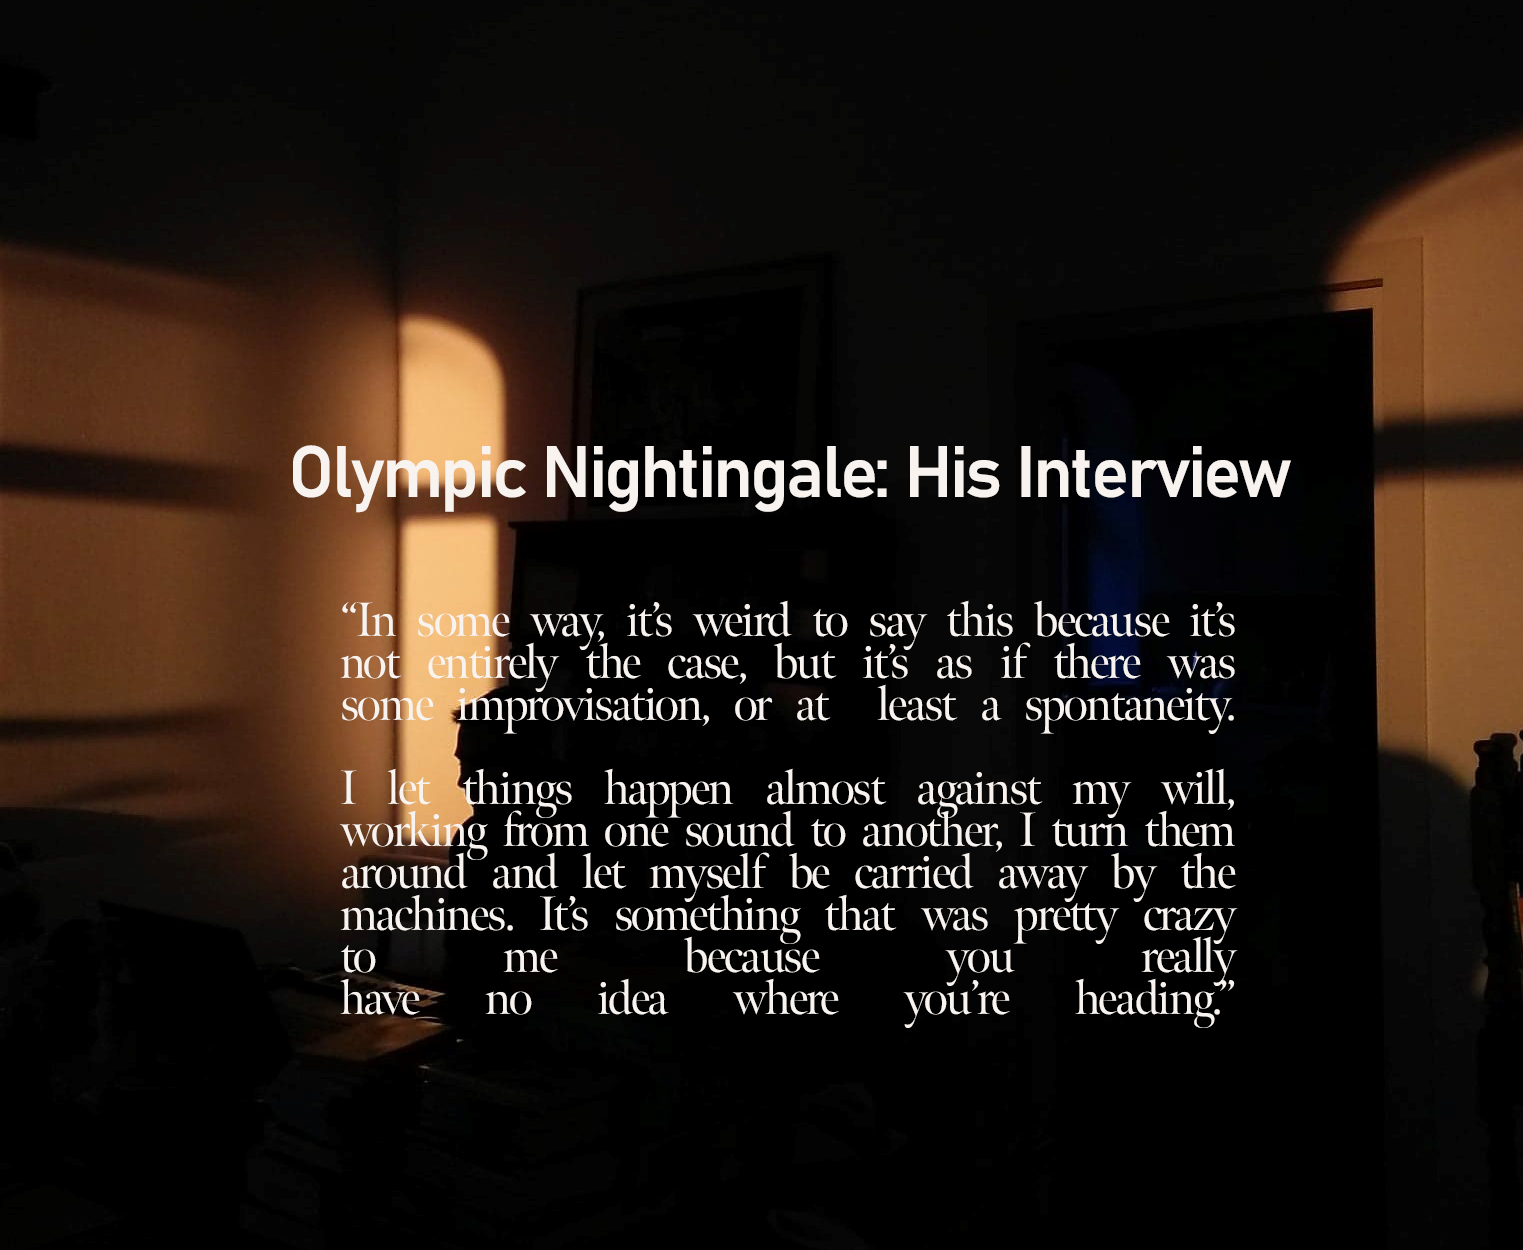 Olympic Nightingale: His Interview
“In some way, it’s weird to say this because it’s
not entirely the case, but it’s as if there was
some improvisation, or at least a spontaneity.
I let things happen almost against my will,
working from one sound to another, I turn them
around and let myself be carried away by the
machines. It’s something that was pretty crazy
to me because you really
have no idea where you’re heading.”